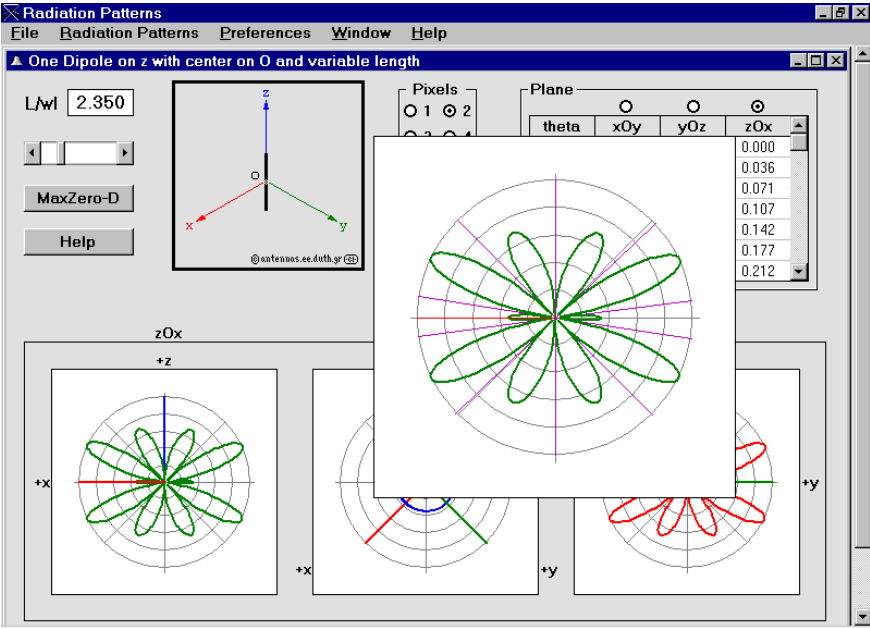 Radiation Patterns
File Radiation Patterns Preferences Window Help
One Dipole on z with center on O and variable length
L/wl 2.350
MaxZero-D
Help
z
O
x
y
@antennas.ee.duth.gr
Pixels
1 2
Plane
theta xOy yOz zOx
0.000
0.036
0.071
0.107
0.142
0.177
0.212
zOx
+z
+x
+x
+y
+y